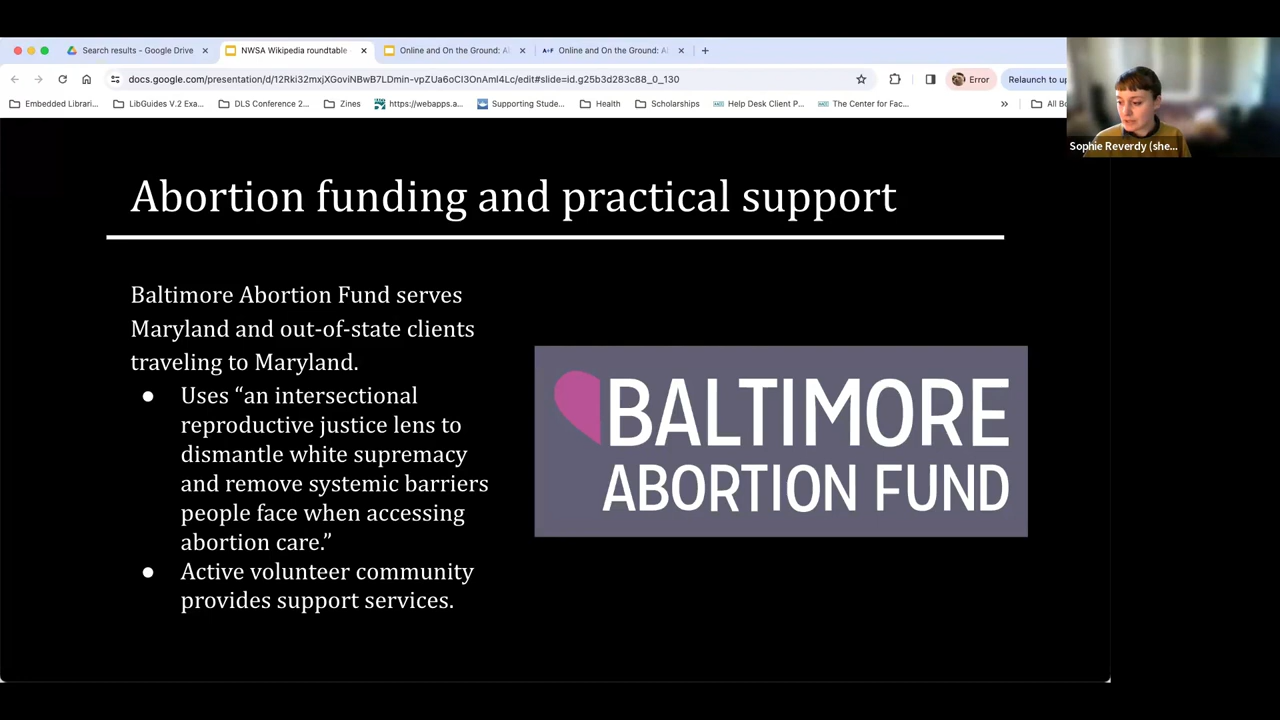 Search results - Google Drive
NWSA Wikipedia roundtable
Online and On the Ground: A
Online and On the Ground: A
docs.google.com/presentation/d/12Rki32mxjXGoviNBwB7LDmin-vpZUa6oCI3OnAmI4Lc/edit#slide=id.g25b3d283c88_0_130
Error
Relaunch to up
Embedded Librari...
LibGuides V.2 Exa...
DLS Conference 2...
Zines
https://webapps.a...
Supporting Stude...
Health
Scholarships
Help Desk Client P...
The Center for Fac...
All Bo
Sophie Reverdy (she...
Abortion funding and practical support
Baltimore Abortion Fund serves
Maryland and out-of-state clients
traveling to Maryland.
● Uses “an intersectional
reproductive justice lens to
dismantle white supremacy
and remove systemic barriers
people face when accessing
abortion care.”
● Active volunteer community
provides support services.
BALTIMORE
ABORTION FUND